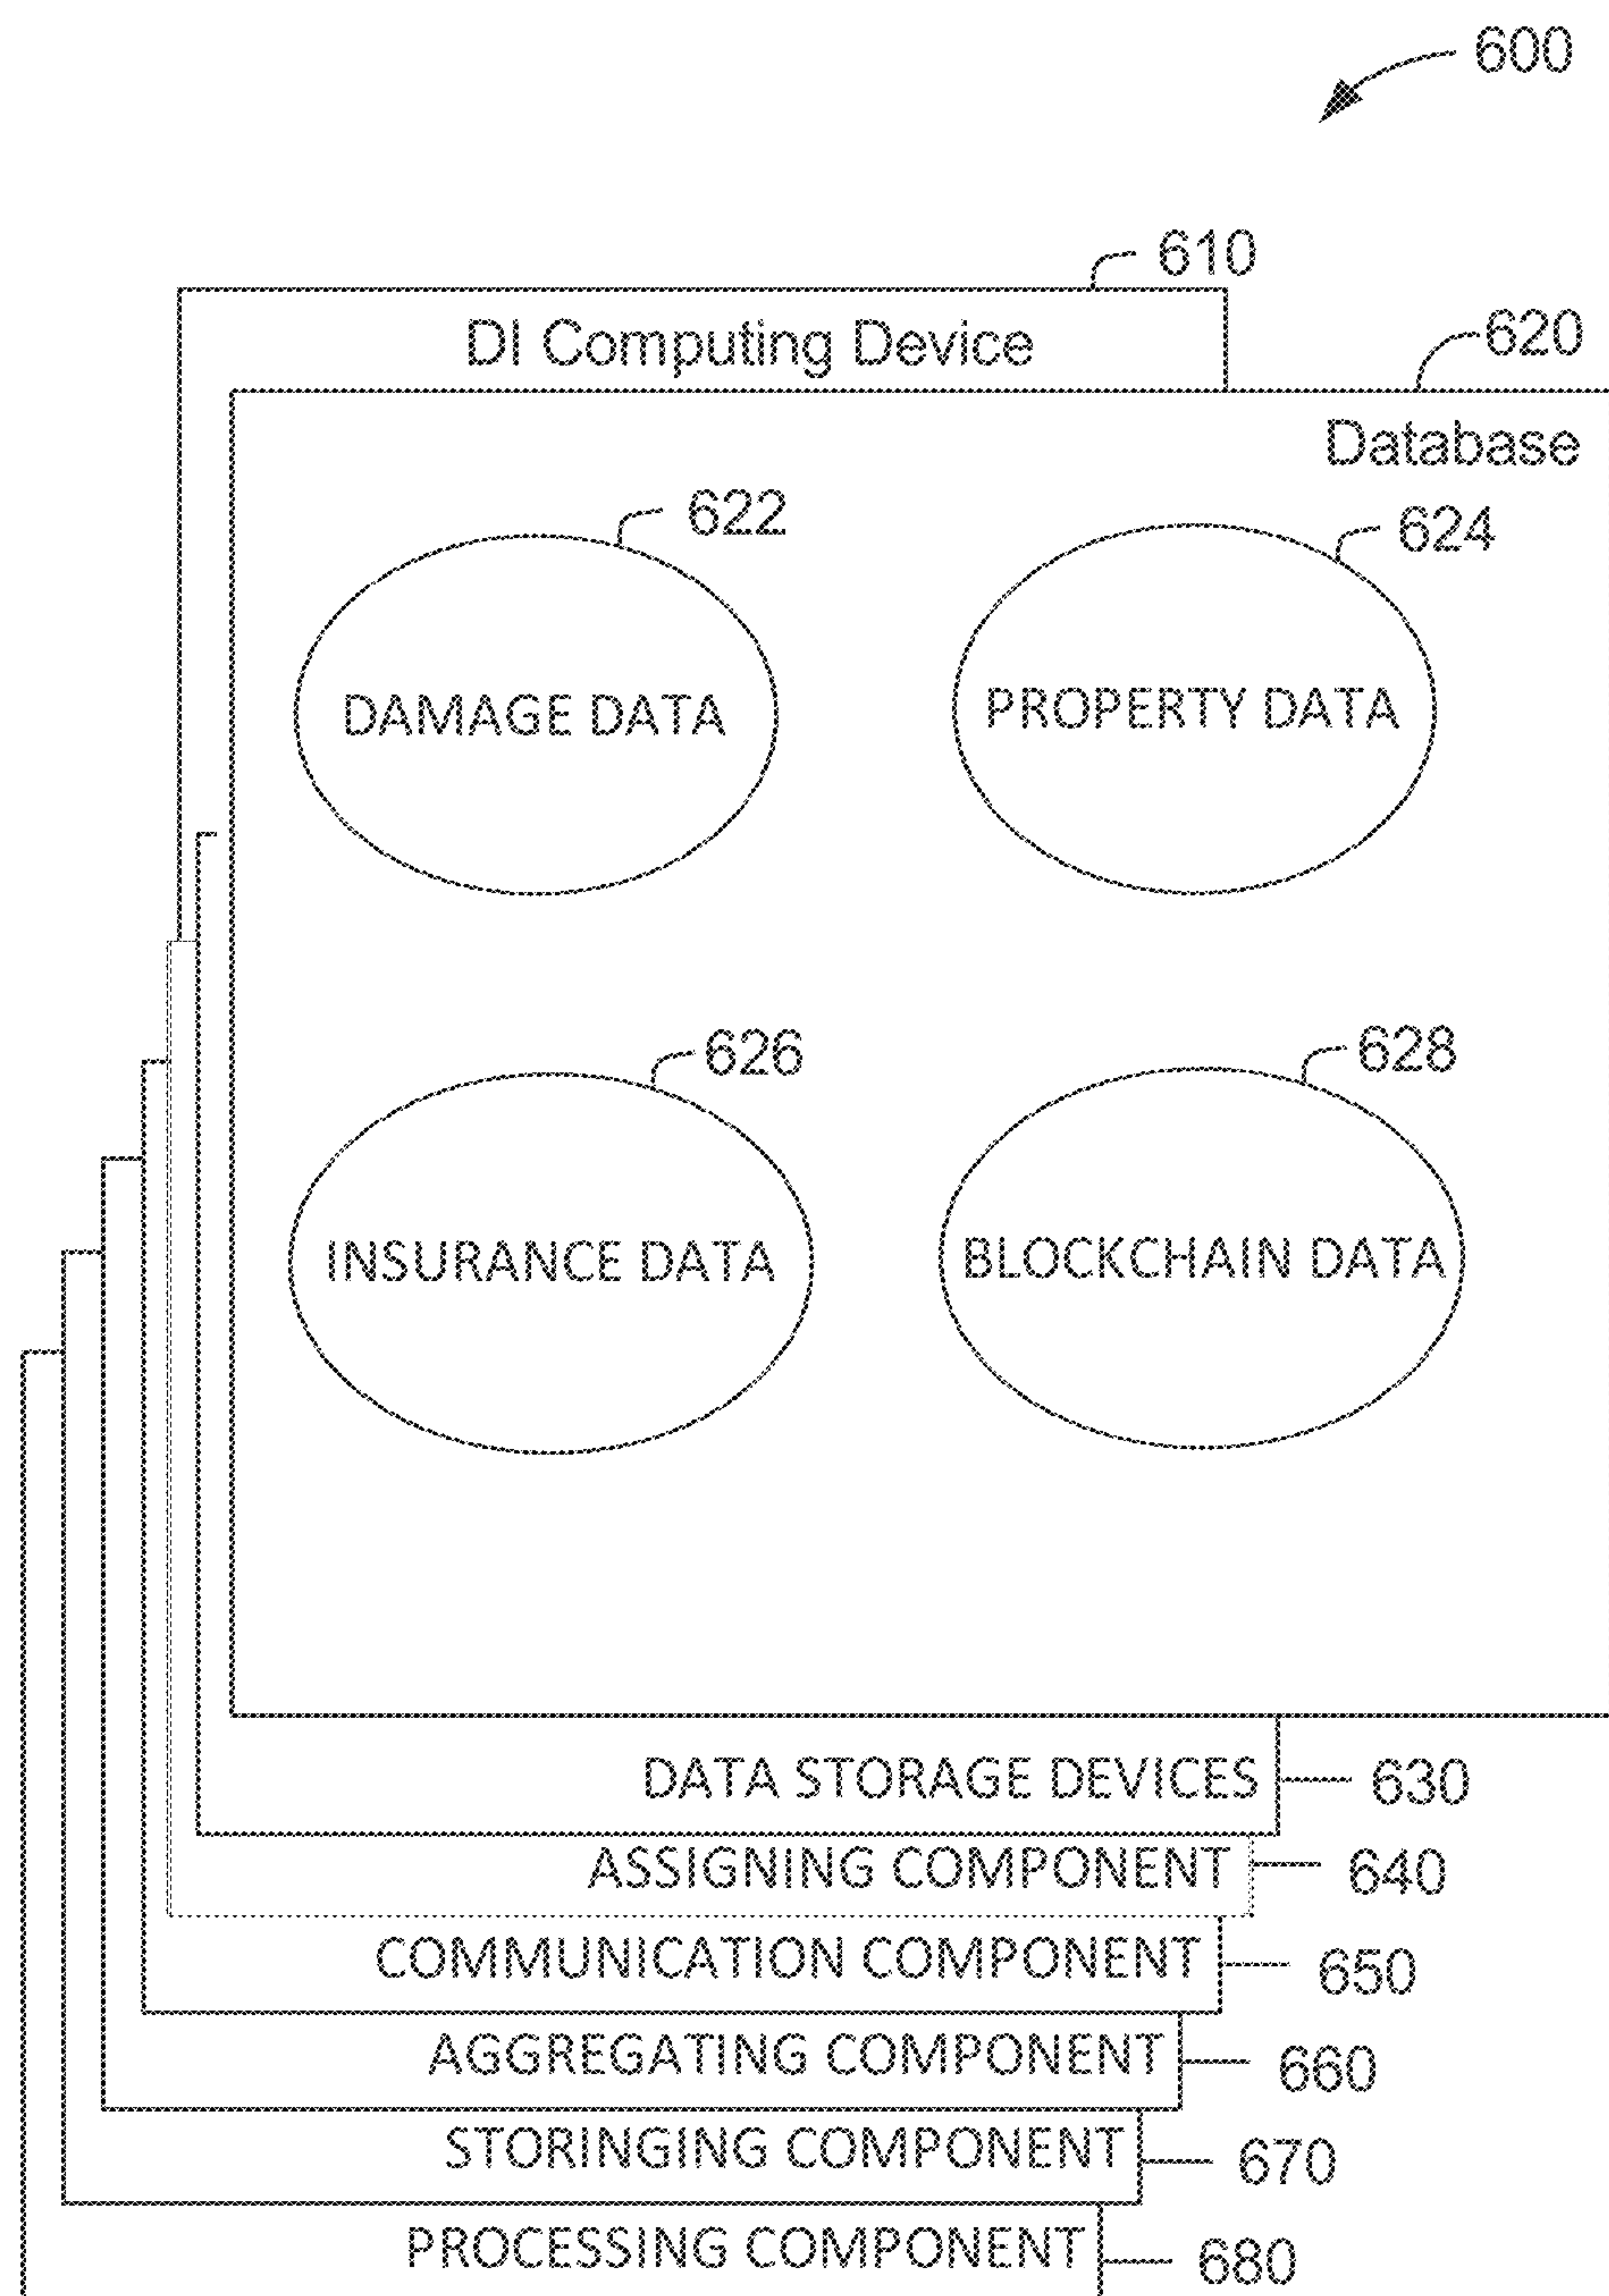 600
610
DI Computing Device
620
Database
622
624
DAMAGE DATA
PROPERTY DATA
626
628
INSURANCE DATA
BLOCKCHAIN DATA
DATA STORAGE DEVICES
630
ASSIGNING COMPONENT
640
COMMUNICATION COMPONENT
650
AGGREGATING COMPONENT
660
STORINGING COMPONENT
670
PROCESSING COMPONENT
680